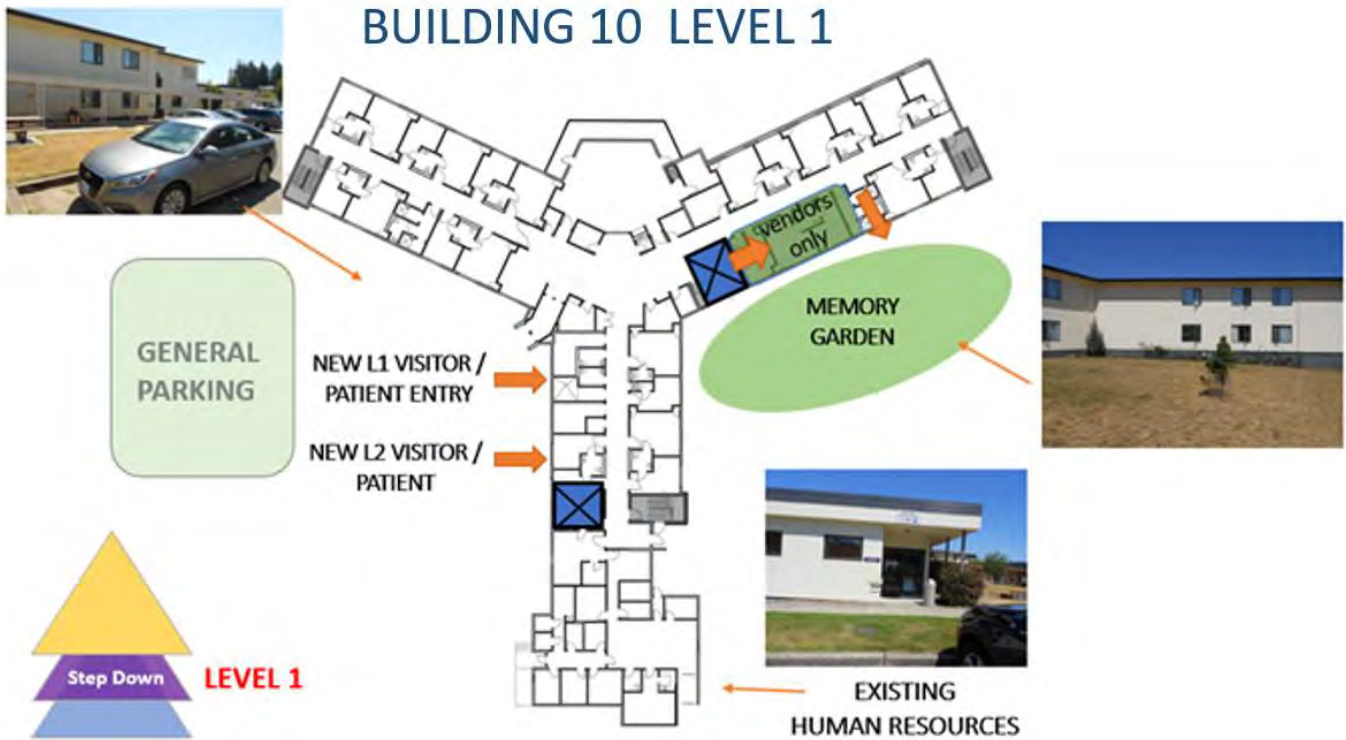 BUILDING 10 LEVEL 1
vendors
only
MEMORY
GARDEN
GENERAL
PARKING
NEW L1 VISITOR /
PATIENT ENTRY
NEW L2 VISITOR /
PATIENT
Step Down
LEVEL 1
EXISTING
HUMAN RESOURCES